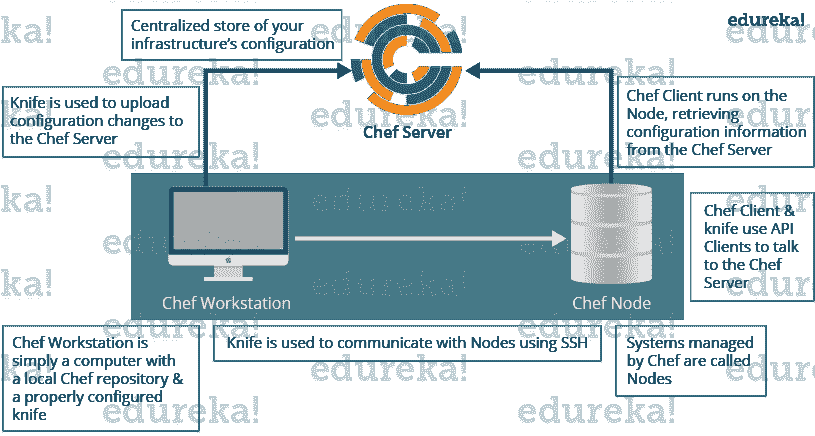 edureka!
Centralized store of your
infrastructure's configuration
Knife is used to upload
configuration changes to
the Chef Server
Chef Server
Chef Client runs on the
Node, retrieving
configuration information
from the Chef Server
Chef Client &
knife use API
Clients to talk
to the Chef
Server
Chef Workstation
Chef Node
Chef Workstation is
simply a computer with
a local Chef repository &
a properly configured
knife
Knife is used to communicate with Nodes using SSH
Systems managed
by Chef are called
Nodes